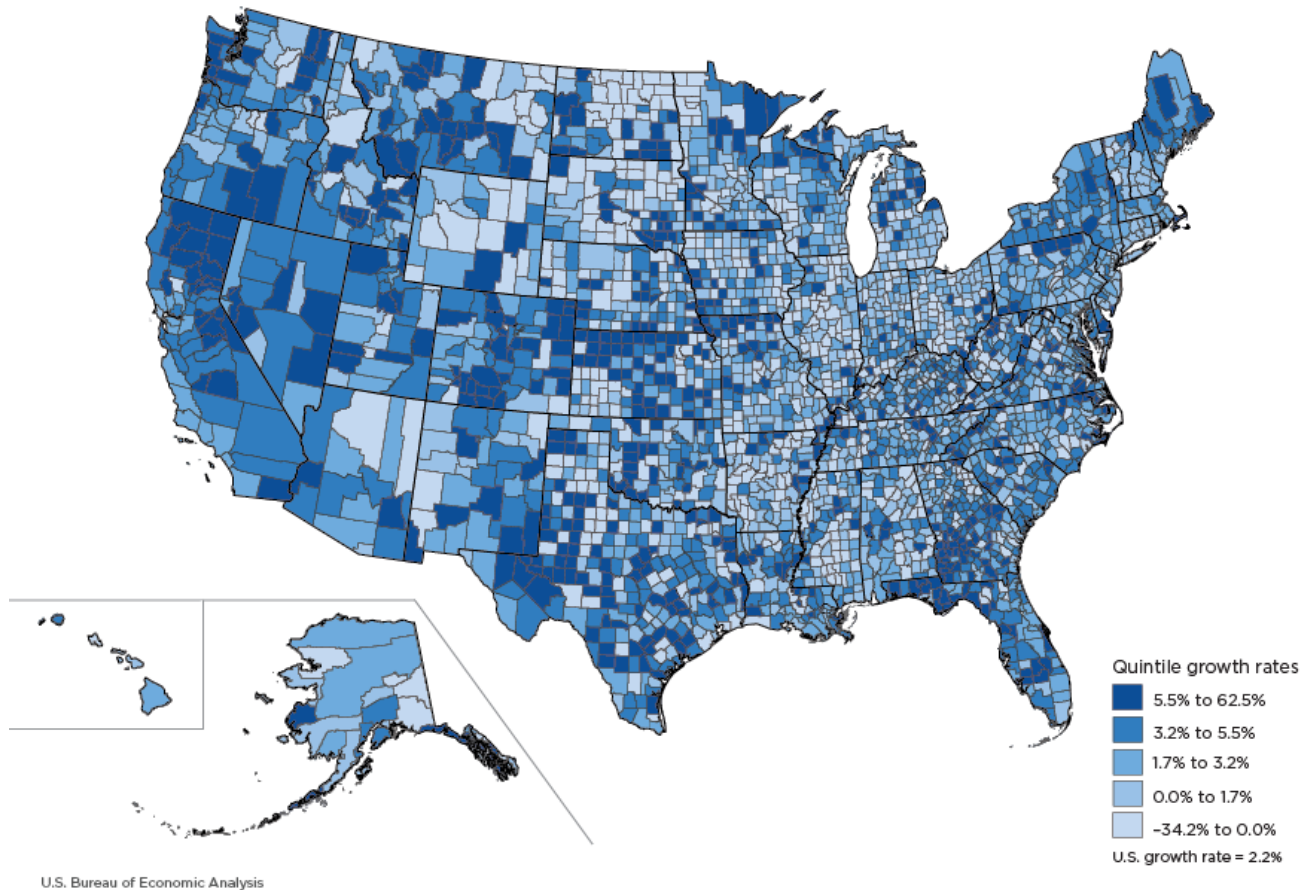 Quintile growth rates
5.5% to 62.5%
3.2% to 5.5%
1.7% to 3.2%
0.0% to 1.7%
–34.2% to 0.0%
U.S. growth rate = 2.2%
U.S. Bureau of Economic Analysis